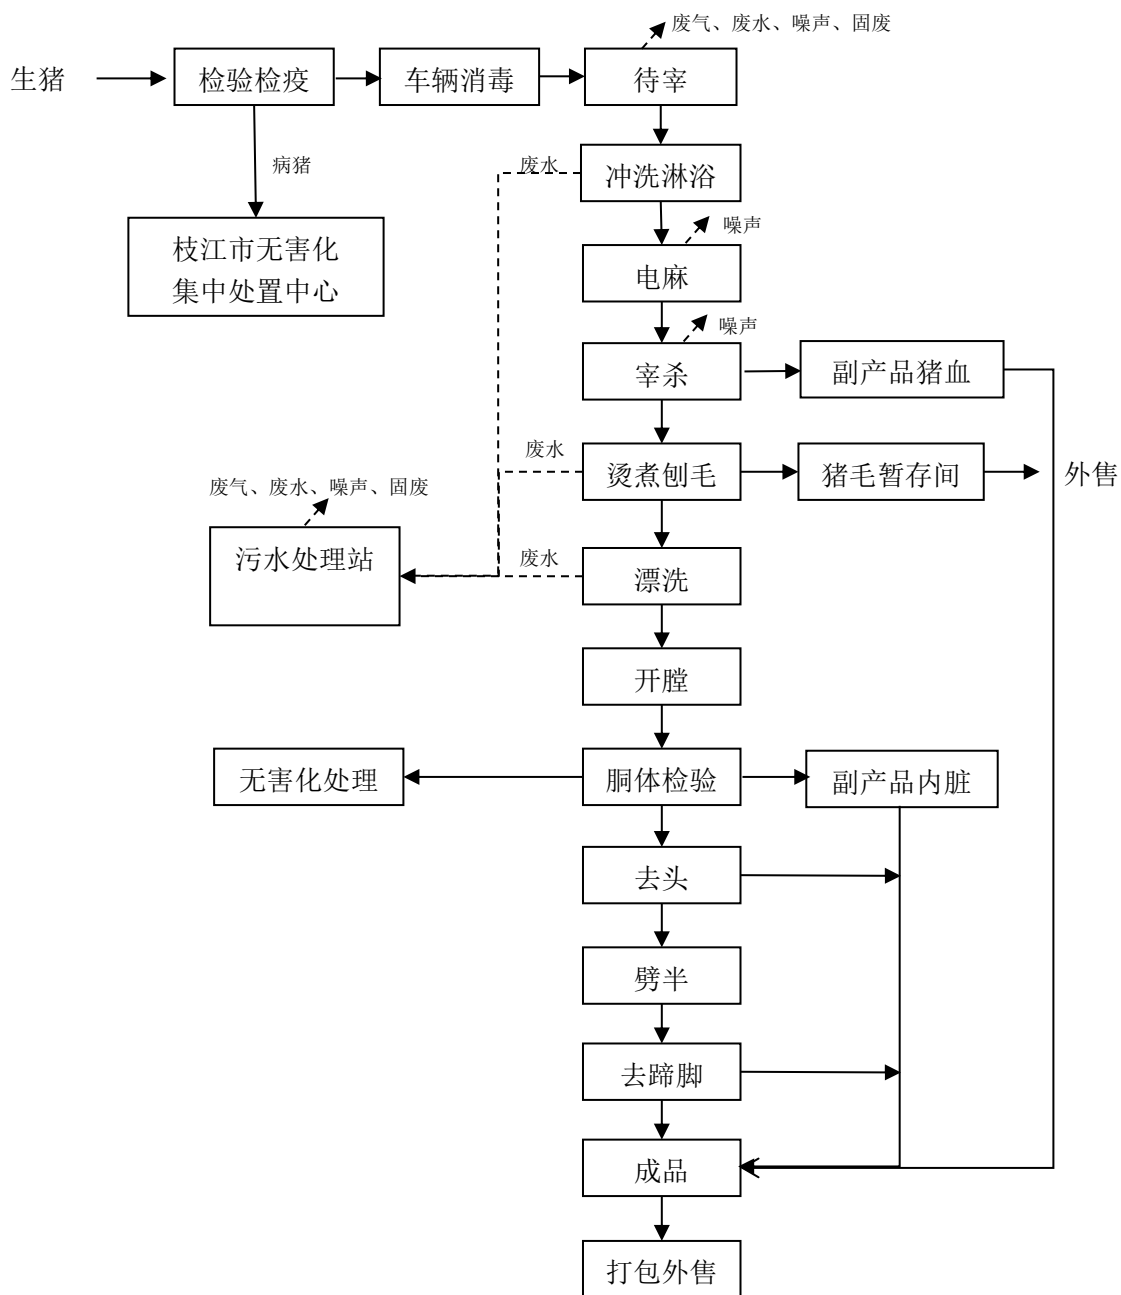 废气、废水、噪声、固废
生猪
检验检疫
车辆消毒
待宰
病猪
废水
冲洗淋浴
枝江市无害化
集中处置中心
噪声
电麻
噪声
宰杀
副产品猪血
废水
烫煮刨毛
猪毛暂存间
外售
废气、废水、噪声、固废
污水处理站
废水
漂洗
开膛
无害化处理
胴体检验
副产品内脏
去头
劈半
去蹄脚
成品
打包外售